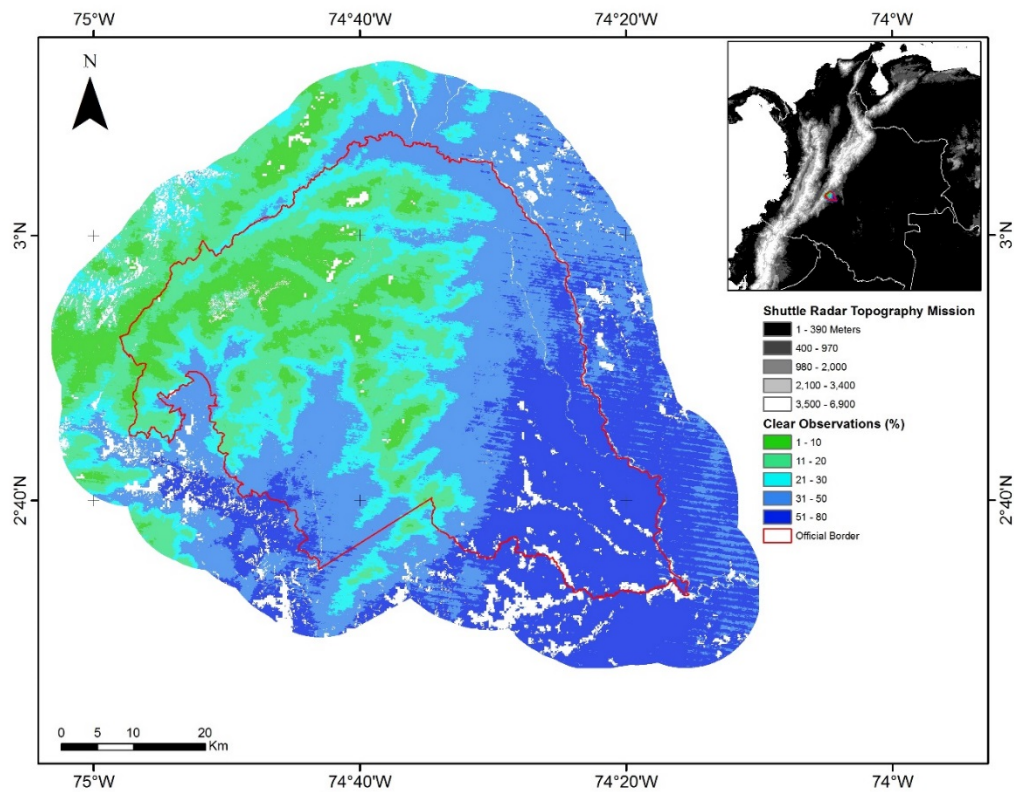 75°W 74°40'W 74°20'W 74°W
N
3°N 3°N
2°40'N 2°40'N
Shuttle Radar Topography Mission
1 - 390 Meters
400 - 970
980 - 2,000
2,100 - 3,400
3,500 - 6,900
Clear Observations (%)
1 - 10
11 - 20
21 - 30
31 - 50
51 - 80
Official Border
0 5 10 20
Km
75°W 74°40'W 74°20'W 74°W